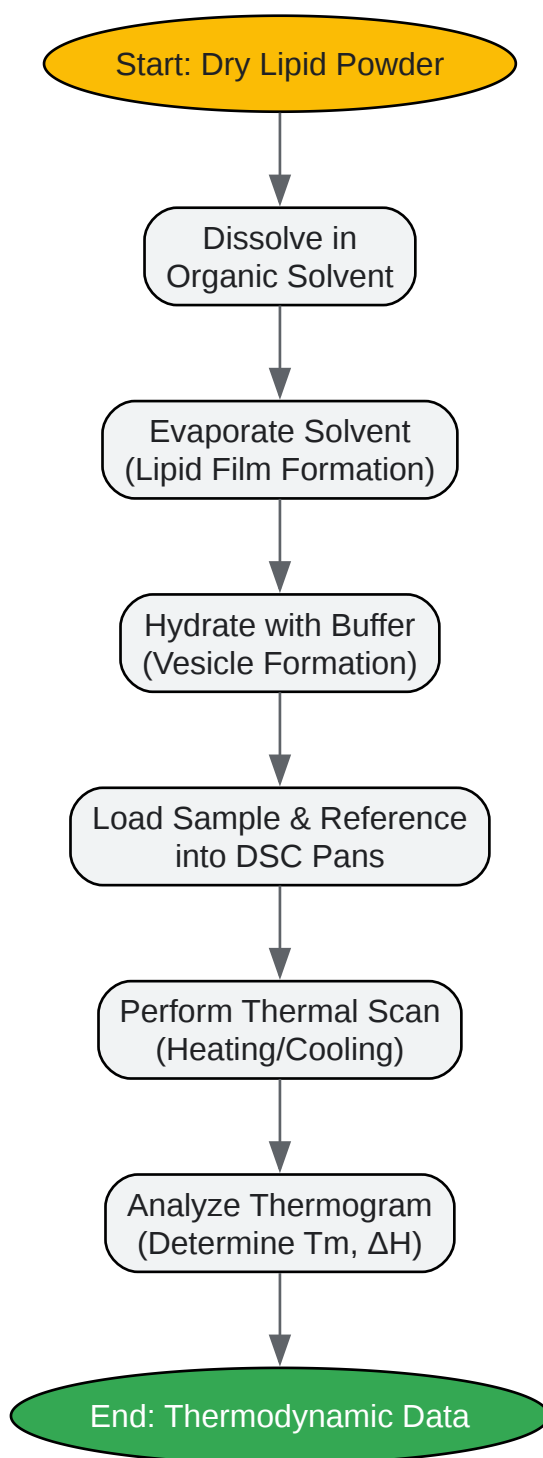 Start: Dry Lipid Powder
Dissolve in
Organic Solvent
Evaporate Solvent
(Lipid Film Formation)
Hydrate with Buffer
(Vesicle Formation)
Load Sample & Reference
into DSC Pans
Perform Thermal Scan
(Heating/Cooling)
Analyze Thermogram
(Determine Tm, ΔH)
End: Thermodynamic Data